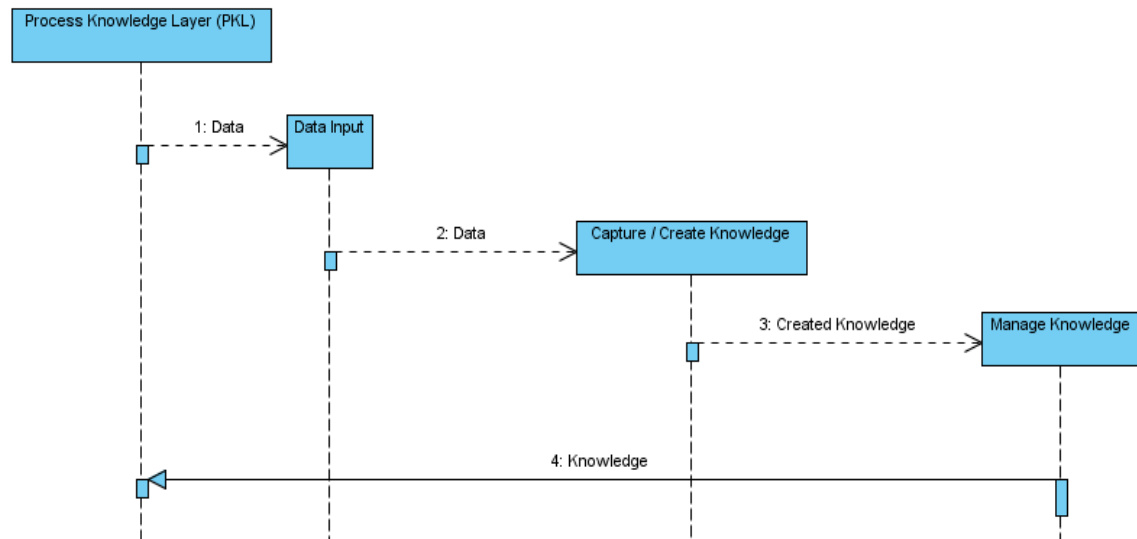 Process Knowledge Layer (PKL)
1: Data
Data Input
2: Data
Capture / Create Knowledge
3: Created Knowledge
Manage Knowledge
4: Knowledge